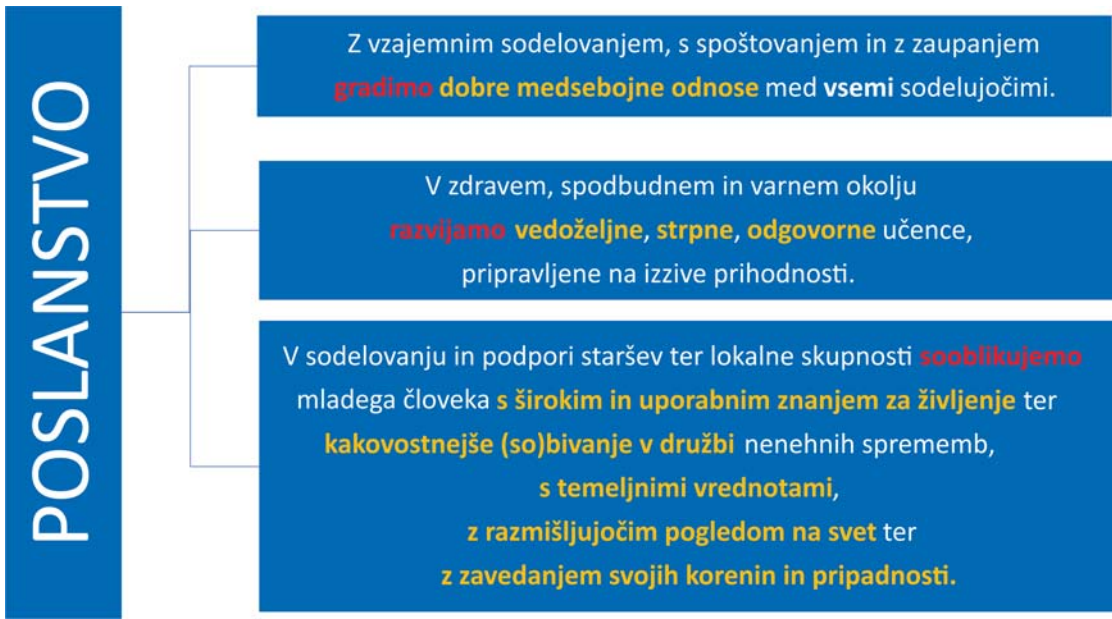 POSLANSTVO
Z vzajemnim sodelovanjem, s spoštovanjem in z zaupanjem
gradimo dobre medsebojne odnose med vsemi sodelujočimi.
V zdravem, spodbudnem in varnem okolju
razvijamo vedoželjne, strpne, odgovorne učence,
pripravljene na izzive prihodnosti.
V sodelovanju in podpori staršev ter lokalne skupnosti sooblikujemo
mladega človeka s širokim in uporabnim znanjem za življenje ter
kakovostnejše (so)bivanje v družbi nenehnih sprememb,
s temeljnimi vrednotami,
z razmišljujočim pogledom na svet ter
z zavedanjem svojih korenin in pripadnosti.